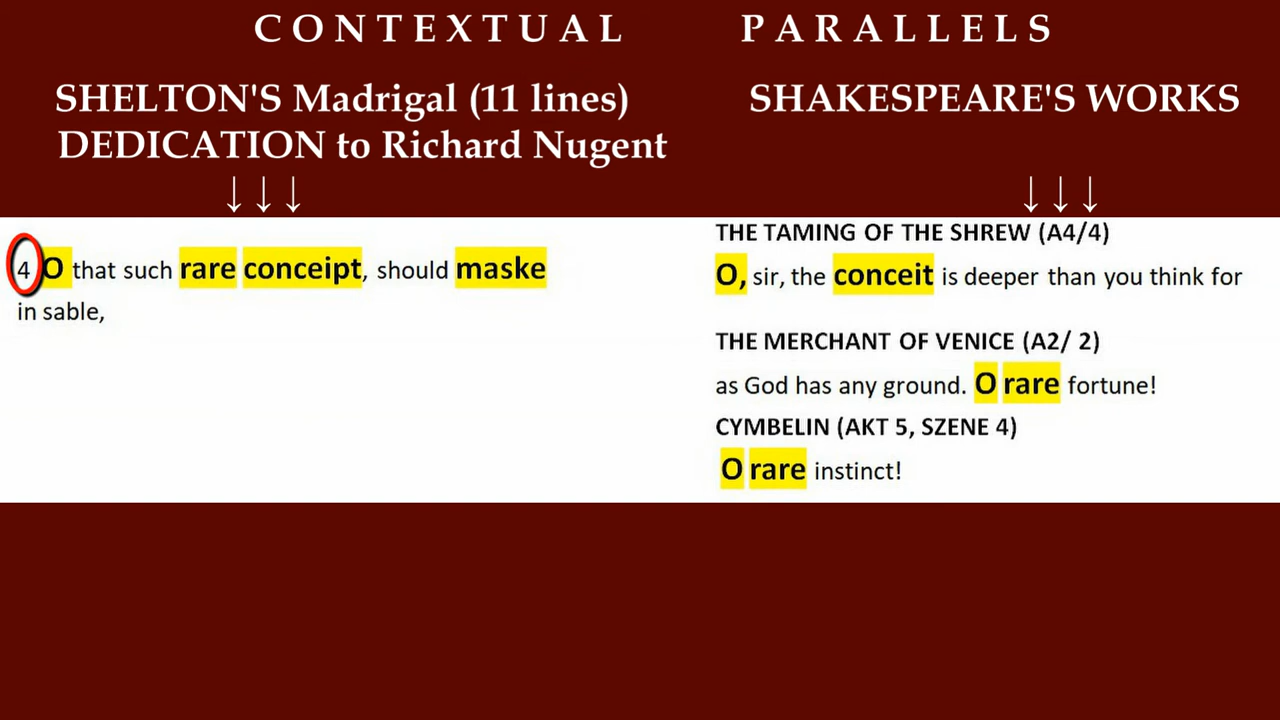 CONTEXTUAL PARALLELS
SHELTON'S Madrigal (11 lines)
DEDICATION to Richard Nugent
↓↓↓
4 O that such rare conceipt, should maske
in sable,
SHAKESPEARE'S WORKS
↓↓↓
THE TAMING OF THE SHREW (A4/4)
O, sir, the conceit is deeper than you think for
THE MERCHANT OF VENICE (A2/ 2)
as God has any ground. O rare fortune!
CYMBELIN (AKT 5, SZENE 4)
O rare instinct!